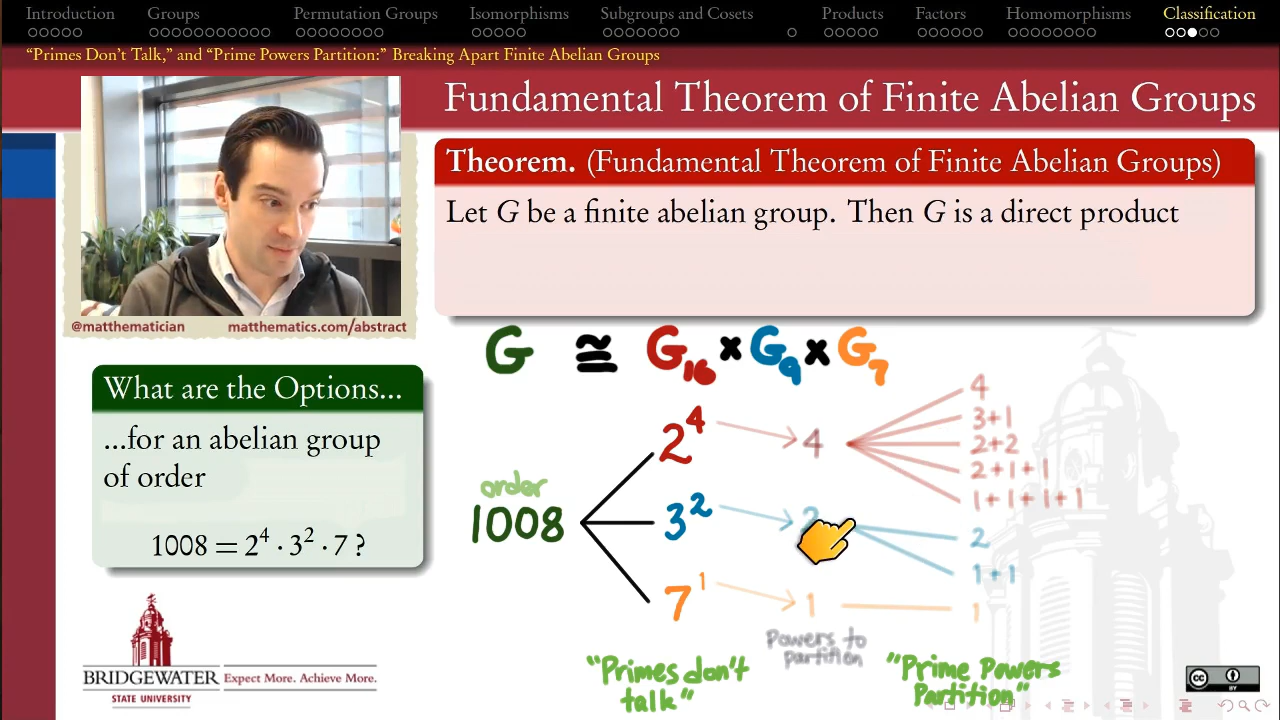 Introduction Groups Permutation Groups Isomorphisms Subgroups and Cosets Products Factors Homomorphisms Classification
“Primes Don’t Talk,” and “Prime Powers Partition:” Breaking Apart Finite Abelian Groups
Fundamental Theorem of Finite Abelian Groups
Theorem. (Fundamental Theorem of Finite Abelian Groups)
Let G be a finite abelian group. Then G is a direct product
@matthematician matthematics.com/abstract
What are the Options...
...for an abelian group
of order
1008 = 2⁴ · 3² · 7 ?
G ≅ G₁₆ × G₉ × G₇
order
1008
2⁴
3²
7¹
4
1
4
3+1
2+2
2+1+1
1+1+1+1
2
1+1
1
Powers to
partition
"Primes don't
talk"
"Prime Powers
Partition"
BRIDGEWATER
STATE UNIVERSITY
Expect More. Achieve More.
CC BY